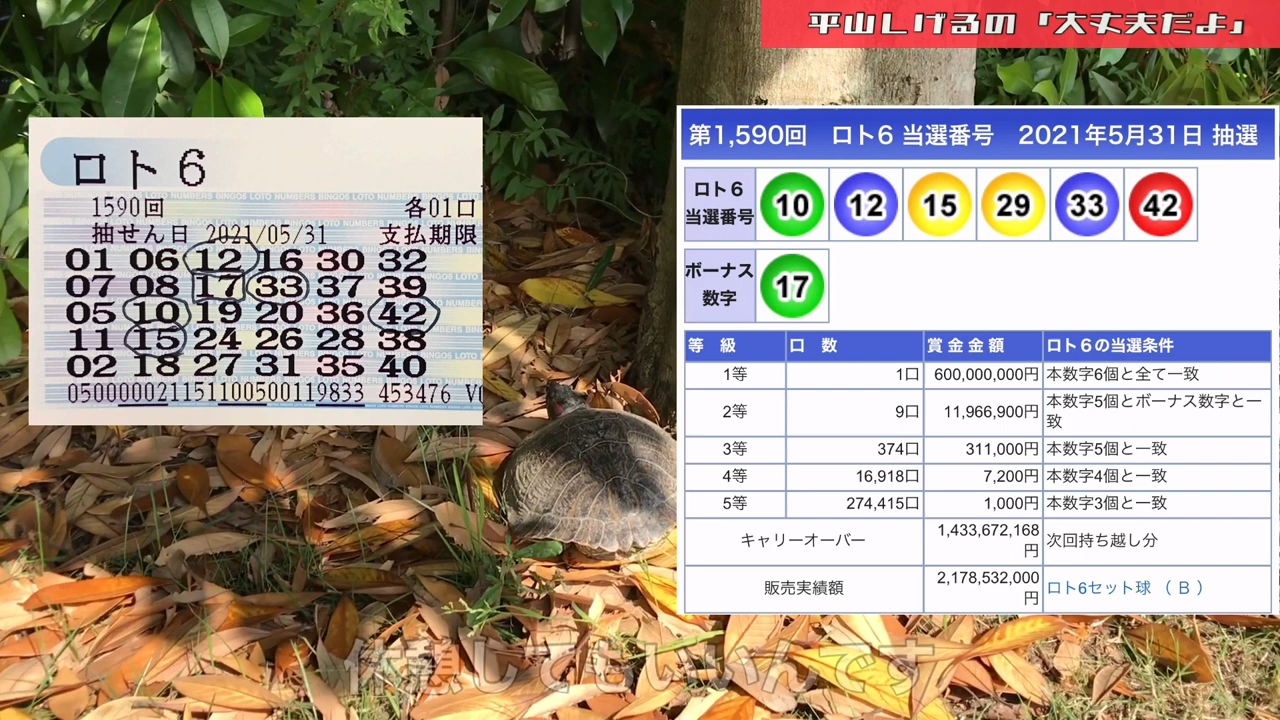 平山しげるの「大丈夫だよ」
ロト6
1590回 各01口
抽せん日 2021/05/31 支払期限
01 06 12 16 30 32
07 08 17 33 37 39
05 10 19 20 36 42
11 15 24 26 28 38
02 18 27 31 35 40
050000021151100500119833 453476
第1,590回 ロト6 当選番号 2021年5月31日 抽選
ロト6
当選番号 10 12 15 29 33 42
ボーナス
数字 17
等 級 口 数 賞 金 金 額 ロト6の当選条件
1等 1口 600,000,000円 本数字6個と全て一致
2等 9口 11,966,900円 本数字5個とボーナス数字と一
致
3等 374口 311,000円 本数字5個と一致
4等 16,918口 7,200円 本数字4個と一致
5等 274,415口 1,000円 本数字3個と一致
キャリーオーバー 1,433,672,168
円 次回持ち越し分
販売実績額 2,178,532,000
円 ロト6セット球 （ B ）
休憩してもいいんです